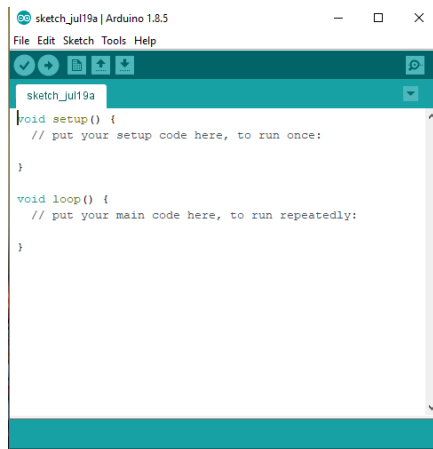 sketch_jul19a | Arduino 1.8.5
File Edit Sketch Tools Help
sketch_jul19a
void setup() {
  // put your setup code here, to run once:
}
void loop() {
  // put your main code here, to run repeatedly:
}